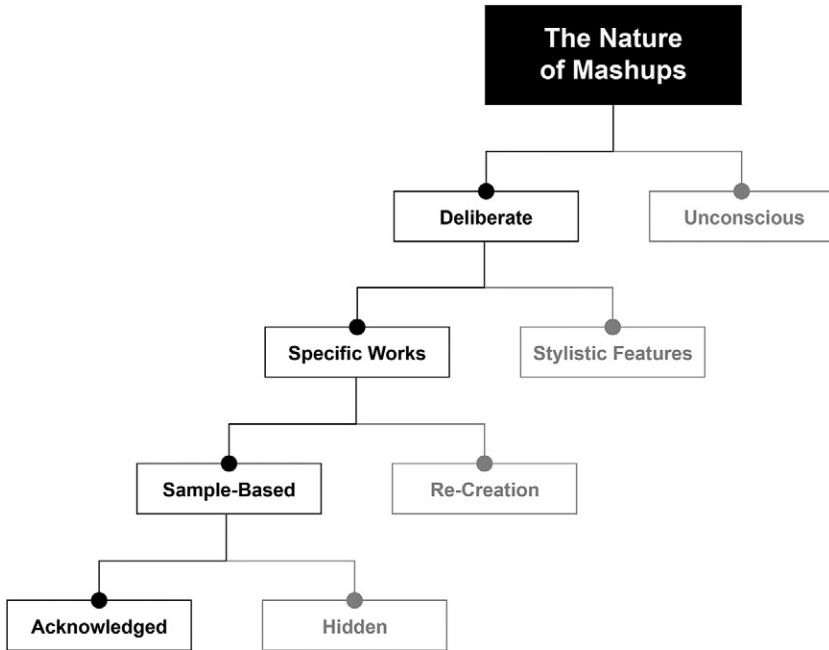 The Nature
of Mashups
Deliberate
Unconscious
Specific Works
Stylistic Features
Sample-Based
Re-Creation
Acknowledged
Hidden